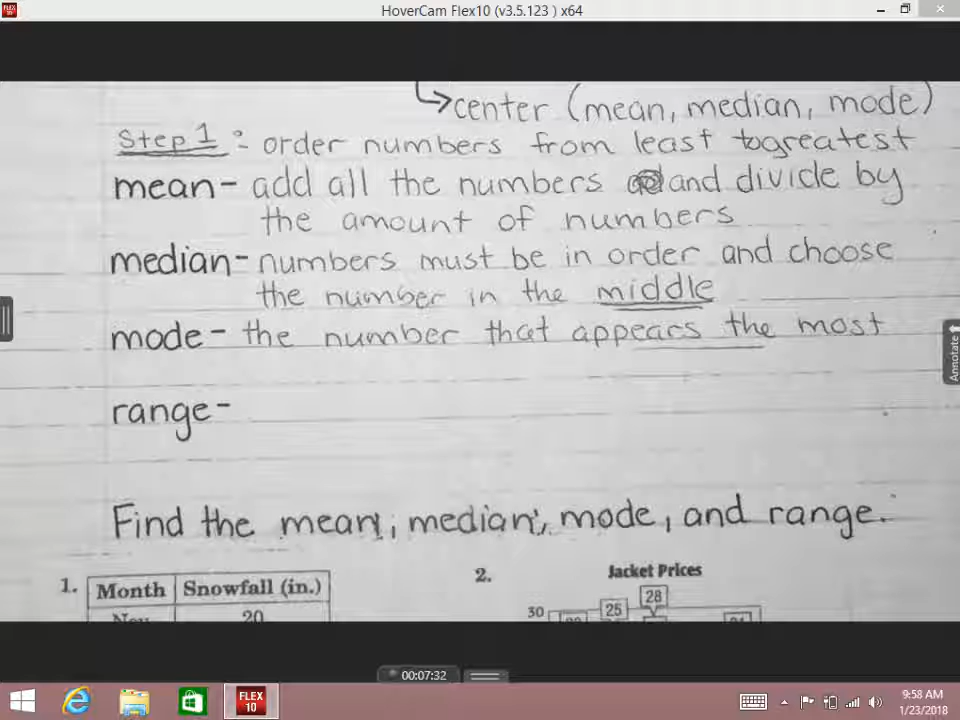 HoverCam Flex10 (v3.5.123 ) x64
center (mean, median, mode)
Step 1: order numbers from least to greatest
mean- add all the numbers and divide by
the amount of numbers
median- numbers must be in order and choose
the number in the middle
mode- the number that appears the most
range-
Find the mean, median, mode, and range.
1. Month Snowfall (in.)
Nov 20
2. Jacket Prices
30 25 28
Annotate
00:07:32
FLEX
10
9:58 AM
1/23/2018